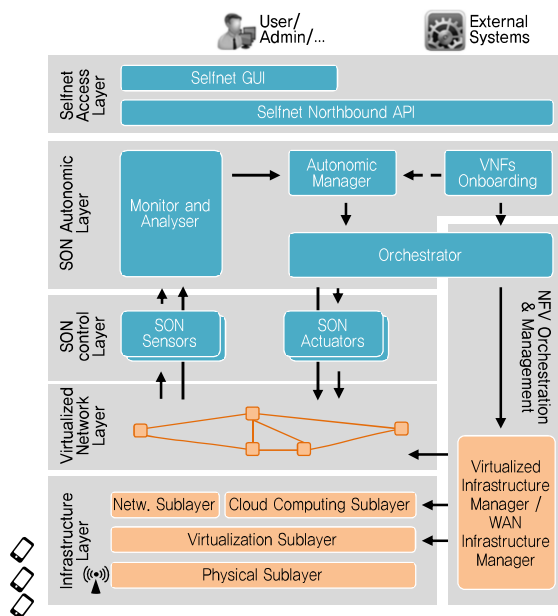 User/
Admin/...
External
Systems
Selfnet
Access
Layer
Selfnet GUI
Selfnet Northbound API
SON Autonomic
Layer
Monitor and
Analyser
Autonomic
Manager
VNFs
Onboarding
Orchestrator
SON
control
Layer
SON
Sensors
SON
Actuators
NFV Orchestration
& Management
Virtualized
Network
Layer
Virtualized
Infrastructure
Manager /
WAN
Infrastructure
Manager
Infrastructure
Layer
Netw. Sublayer
Cloud Computing Sublayer
Virtualization Sublayer
Physical Sublayer